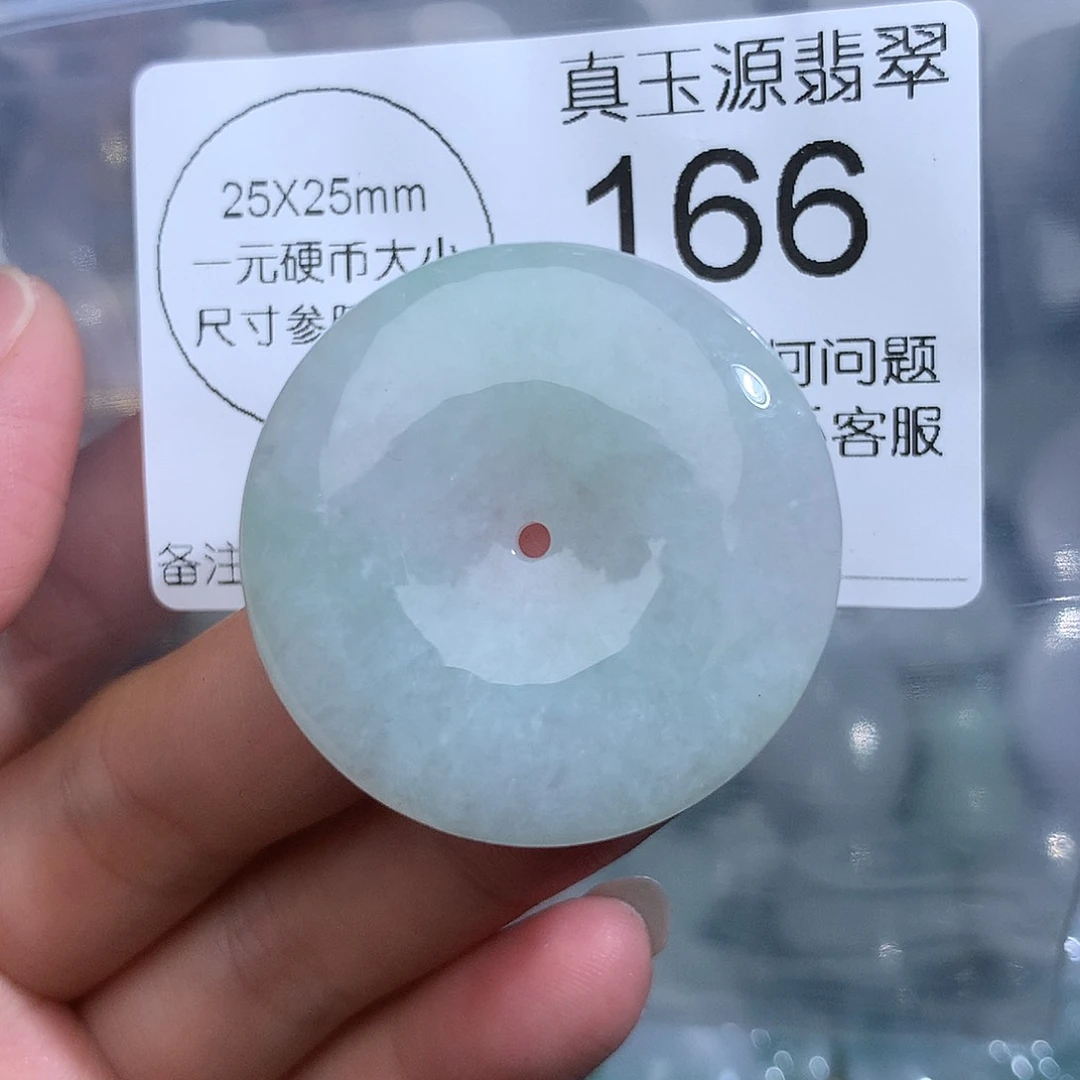 真玉源翡翠
166
25X25mm
一元硬币大小
尺寸参
何问题
客服
备注